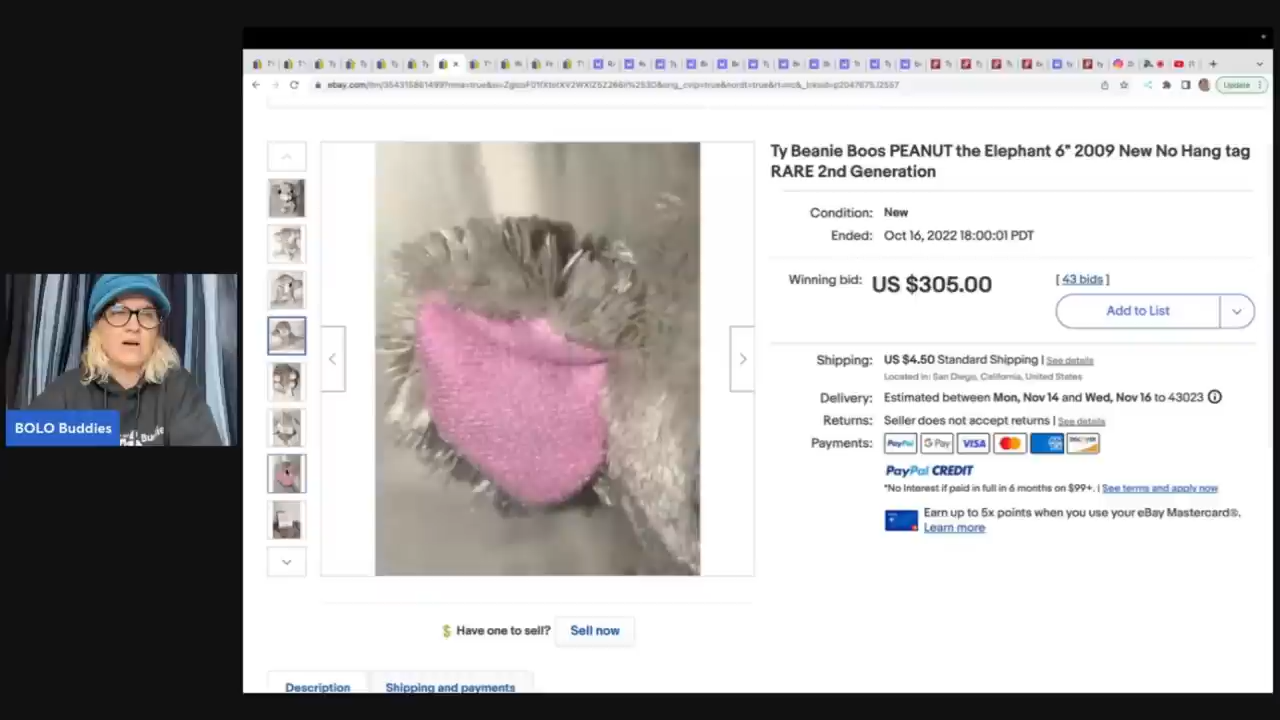 Update
Ty Beanie Boos PEANUT the Elephant 6" 2009 New No Hang tag
RARE 2nd Generation
Condition: New
Ended: Oct 16, 2022 18:00:01 PDT
Winning bid: US $305.00 [ 43 bids ]
Add to List
Shipping: US $4.50 Standard Shipping | See details
Located in: San Diego, California, United States
Delivery: Estimated between Mon, Nov 14 and Wed, Nov 16 to 43023
Returns: Seller does not accept returns | See details
Payments: PayPal G Pay VISA DISCOVER
PayPal CREDIT
*No Interest if paid in full in 6 months on $99+. | See terms and apply now
Earn up to 5x points when you use your eBay Mastercard®.
Learn more
BOLO Buddies
Have one to sell? Sell now
Description Shipping and payments